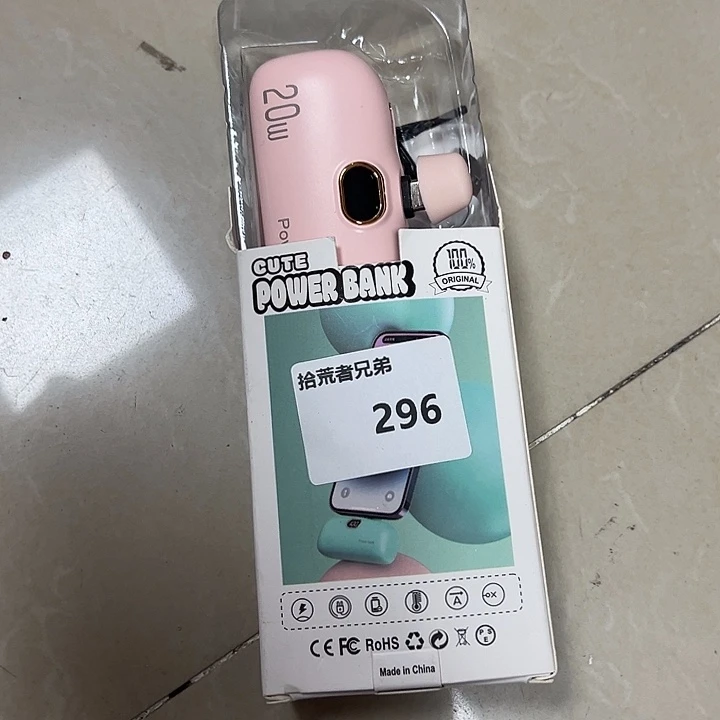 20W
Po
CUTE
POWER BANK
100%
ORIGINAL
拾荒者兄弟
296
CE FC RoHS
PSE
Made in China